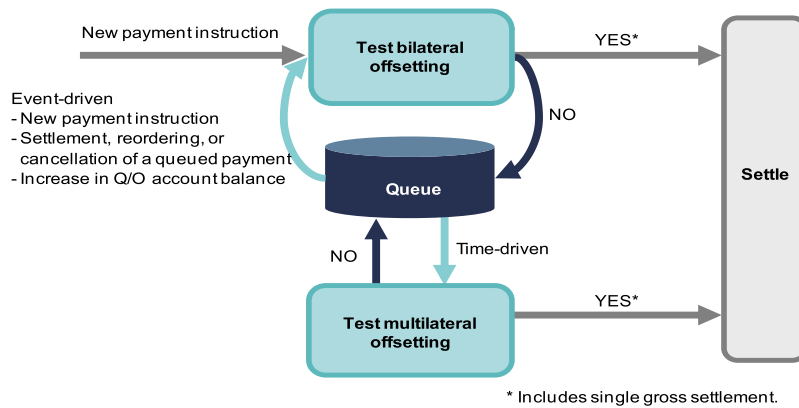 New payment instruction
Test bilateral
offsetting
YES*
Event-driven
- New payment instruction
- Settlement, reordering, or
cancellation of a queued payment
- Increase in Q/O account balance
NO
Queue
Settle
NO
Time-driven
Test multilateral
offsetting
YES*
* Includes single gross settlement.